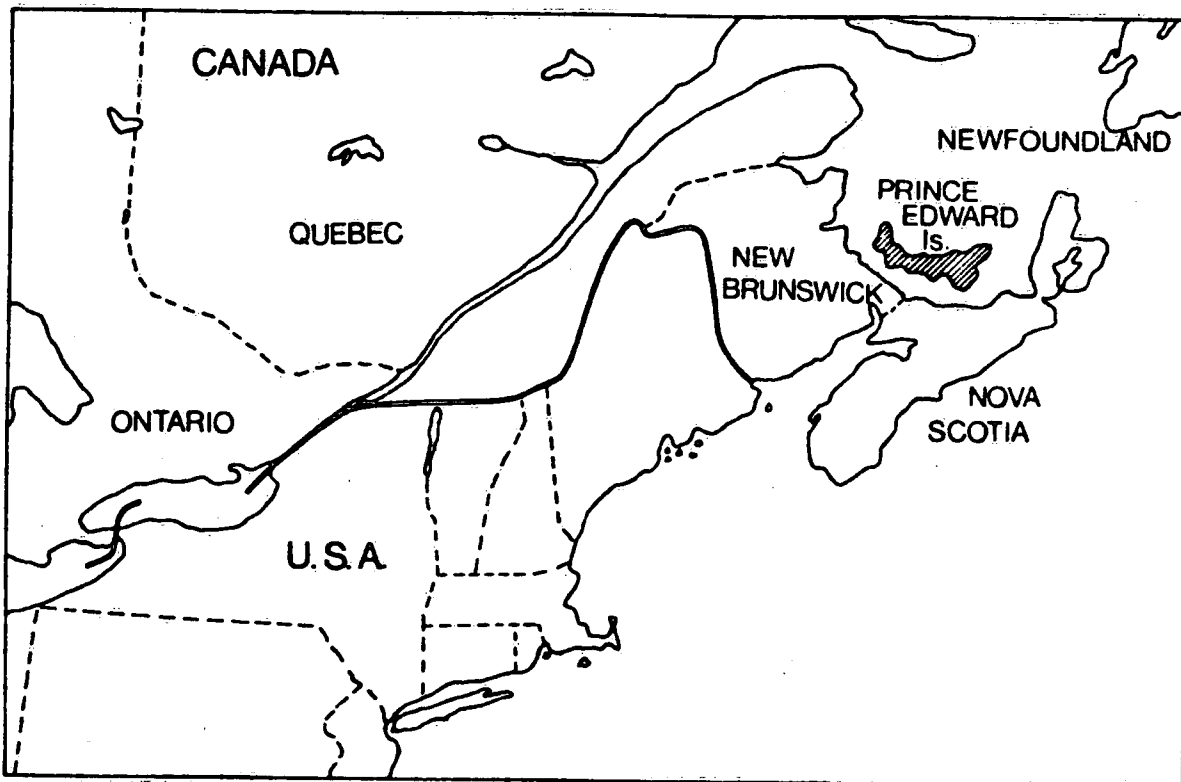 CANADA
NEWFOUNDLAND
PRINCE
EDWARD
Is.
QUEBEC
NEW
BRUNSWICK
ONTARIO
NOVA
SCOTIA
U.S.A.